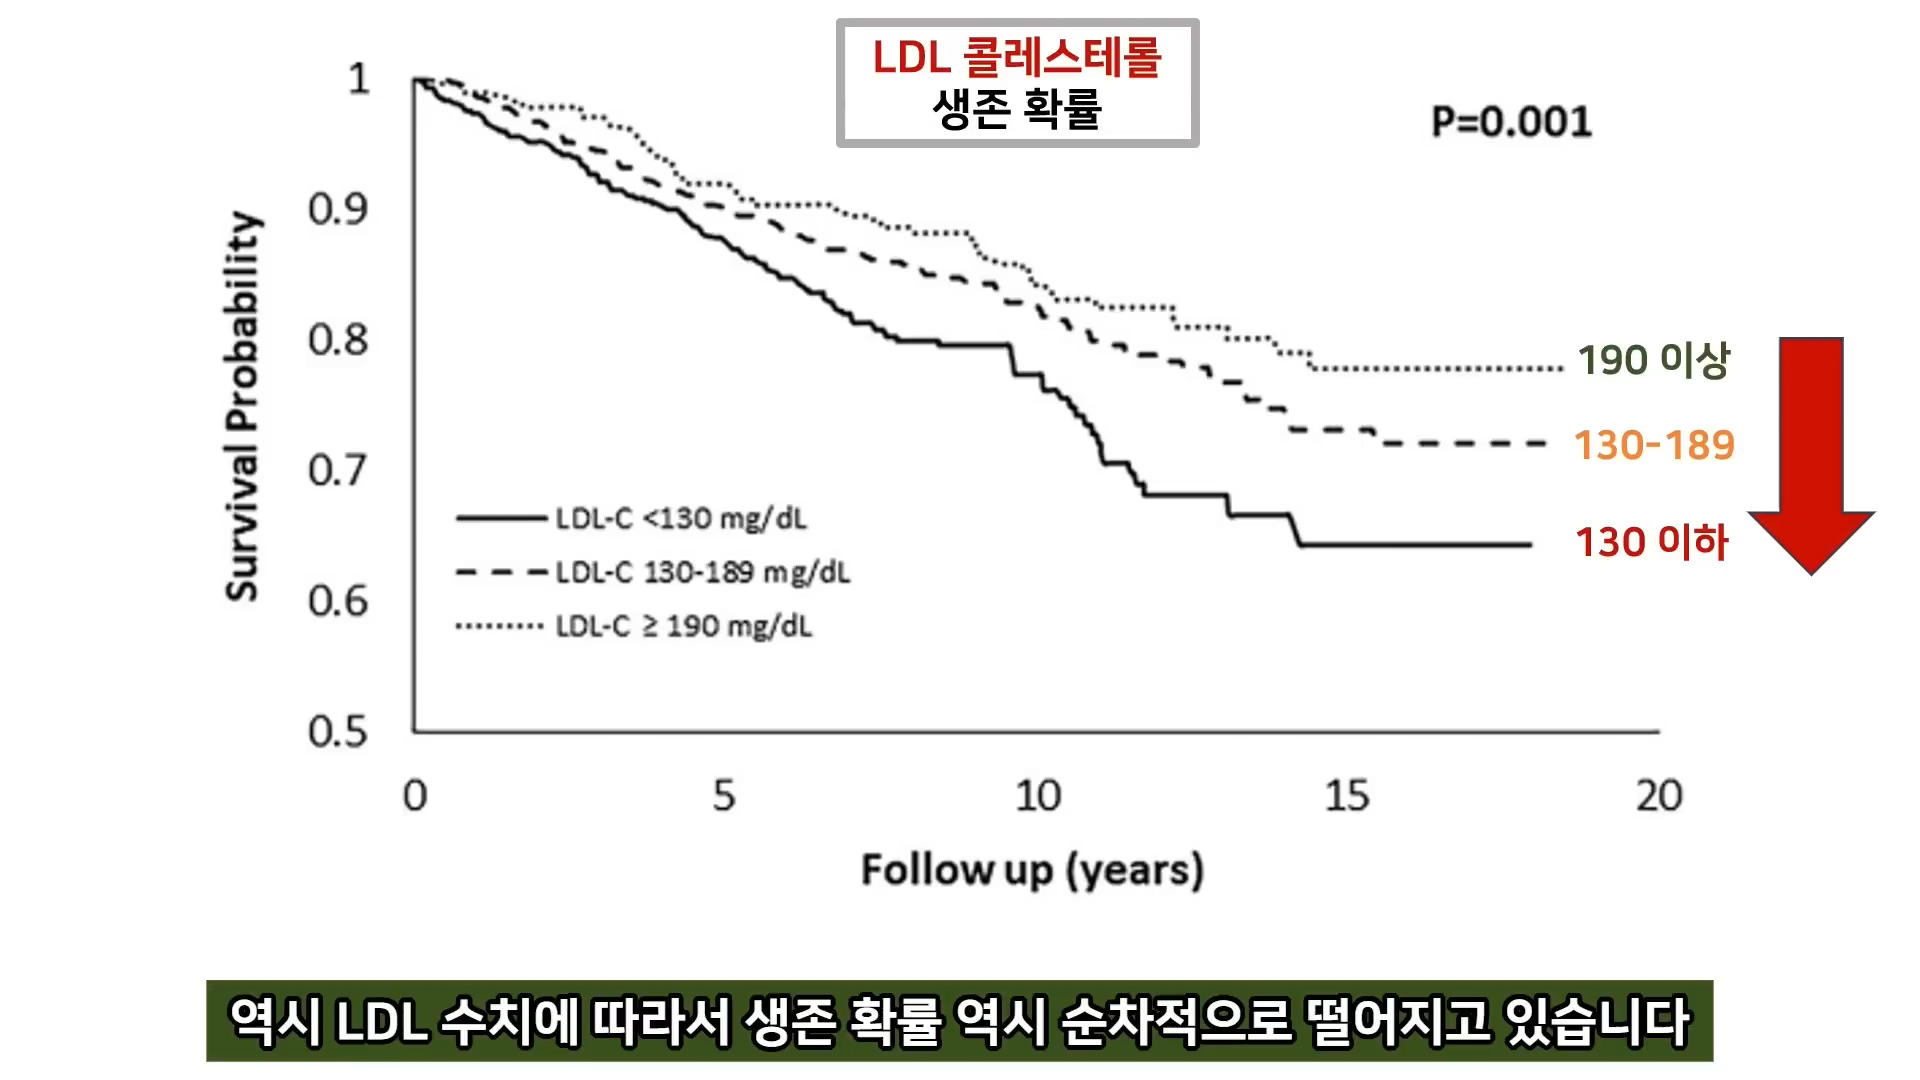 LDL 콜레스테롤
생존 확률
P=0.001
1
0.9
0.8
0.7
0.6
0.5
Survival Probability
190 이상
130-189
130 이하
LDL-C <130 mg/dL
LDL-C 130-189 mg/dL
LDL-C ≥ 190 mg/dL
0 5 10 15 20
Follow up (years)
역시 LDL 수치에 따라서 생존 확률 역시 순차적으로 떨어지고 있습니다